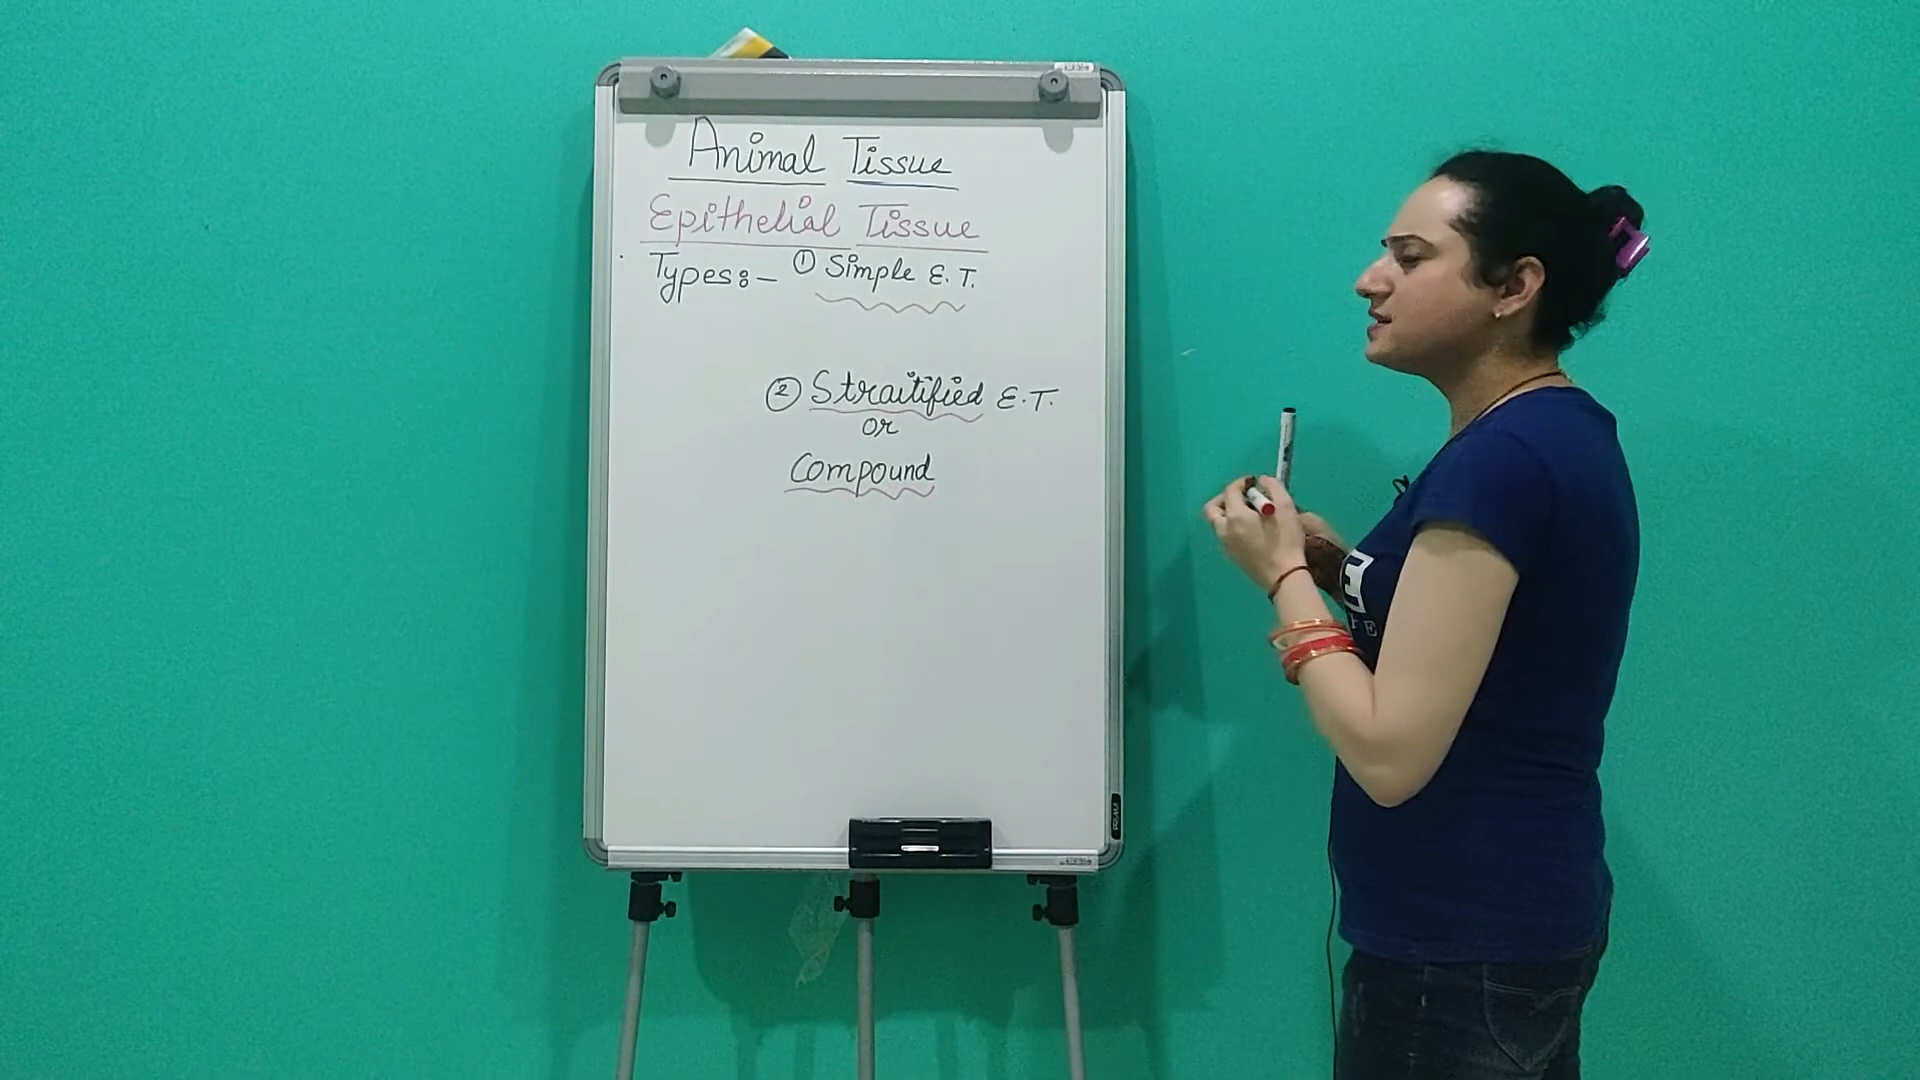 Animal Tissue
Epithelial Tissue
Types:- ① Simple E.T.
② Straitified E.T.
or
Compound